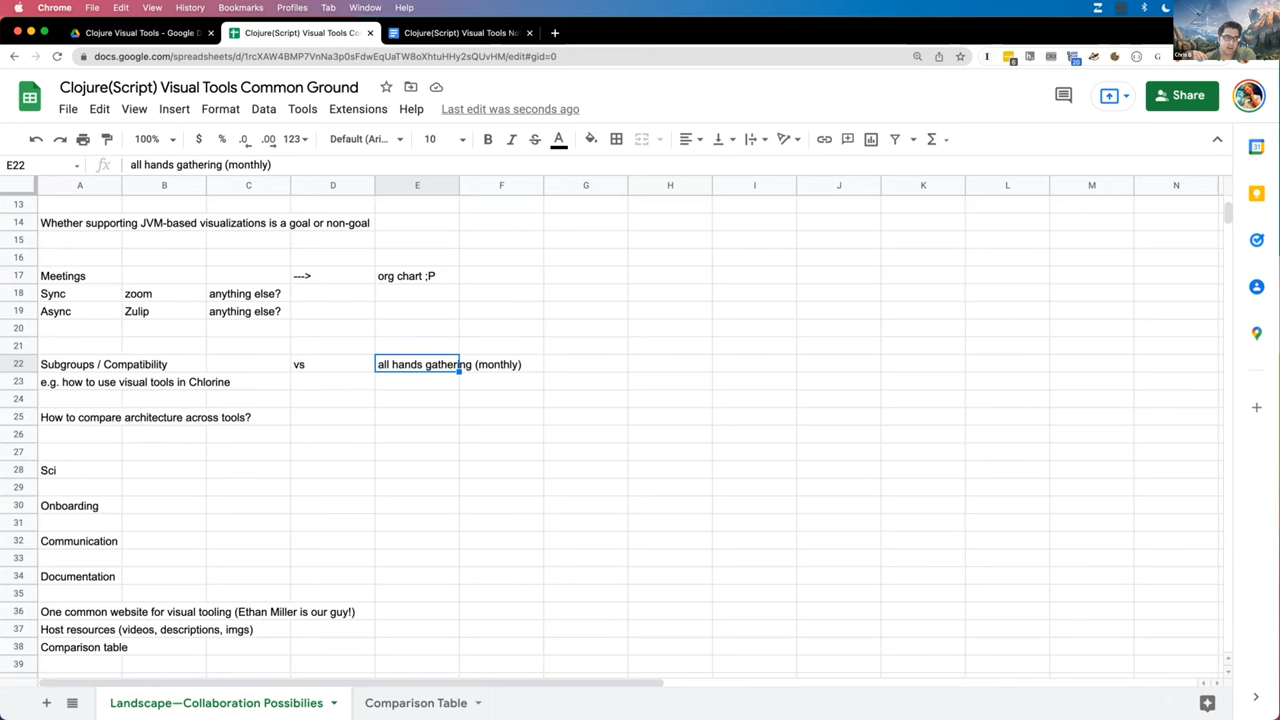 Chrome File Edit View History Bookmarks Profiles Tab Window Help
Clojure Visual Tools - Google D
Clojure(Script) Visual Tools Co
Clojure(Script) Visual Tools No
docs.google.com/spreadsheets/d/1rcXAW4BMP7VnNa3p0sFdwEqUaTW8oXhtuHHy2sQUvHM/edit#gid=0
Chris B
Clojure(Script) Visual Tools Common Ground
File Edit View Insert Format Data Tools Extensions Help Last edit was seconds ago
Share
100% $ % .0 .00 123 Default (Ari... 10
E22 all hands gathering (monthly)
A B C D E F G H I J K L M N
13
14 Whether supporting JVM-based visualizations is a goal or non-goal
15
16
17 Meetings ---> org chart ;P
18 Sync zoom anything else?
19 Async Zulip anything else?
20
21
22 Subgroups / Compatibility vs all hands gathering (monthly)
23 e.g. how to use visual tools in Chlorine
24
25 How to compare architecture across tools?
26
27
28 Sci
29
30 Onboarding
31
32 Communication
33
34 Documentation
35
36 One common website for visual tooling (Ethan Miller is our guy!)
37 Host resources (videos, descriptions, imgs)
38 Comparison table
39
Landscape—Collaboration Possibilies
Comparison Table